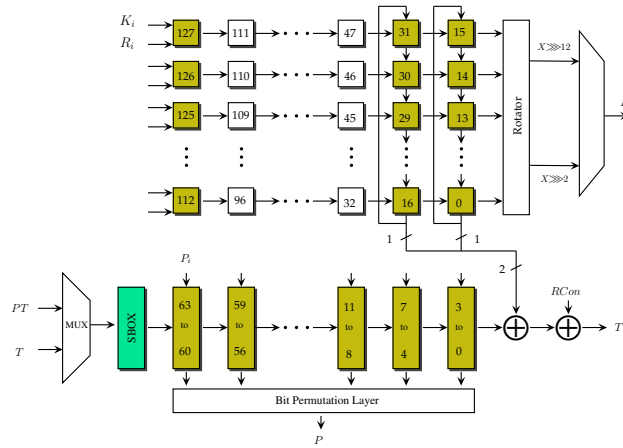 K_i 127 111 47 31 15
R_i
126 110 46 30 14 X⋙12
125 109 45 29 13 Rotator
112 96 32 16 0 X⋙2
1 1
P_i 2
PT MUX SBOX 63 to 60 59 to 56 11 to 8 7 to 4 3 to 0 RCon
T T
Bit Permutation Layer
P